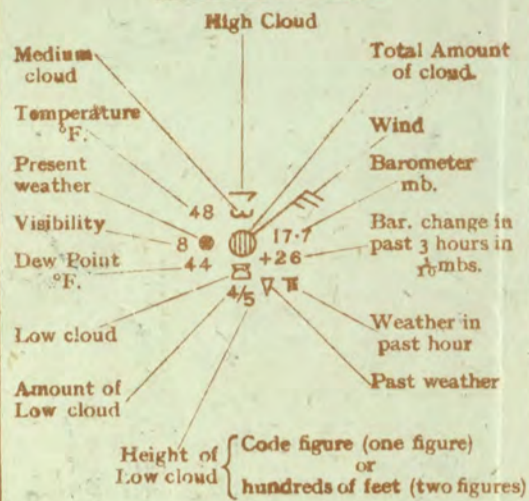 High Cloud
Medium
cloud
Total Amount
of cloud.
Temperature
°F.
Wind
Present
weather
Barometer
mb.
48
Visibility
8
17·7
Bar. change in
past 3 hours in
1/10 mbs.
Dew Point
°F.
44
+26
4/5
Low cloud
Weather in
past hour
Amount of
Low cloud
Past weather
Height of
Low cloud
Code figure (one figure)
or
hundreds of feet (two figures)